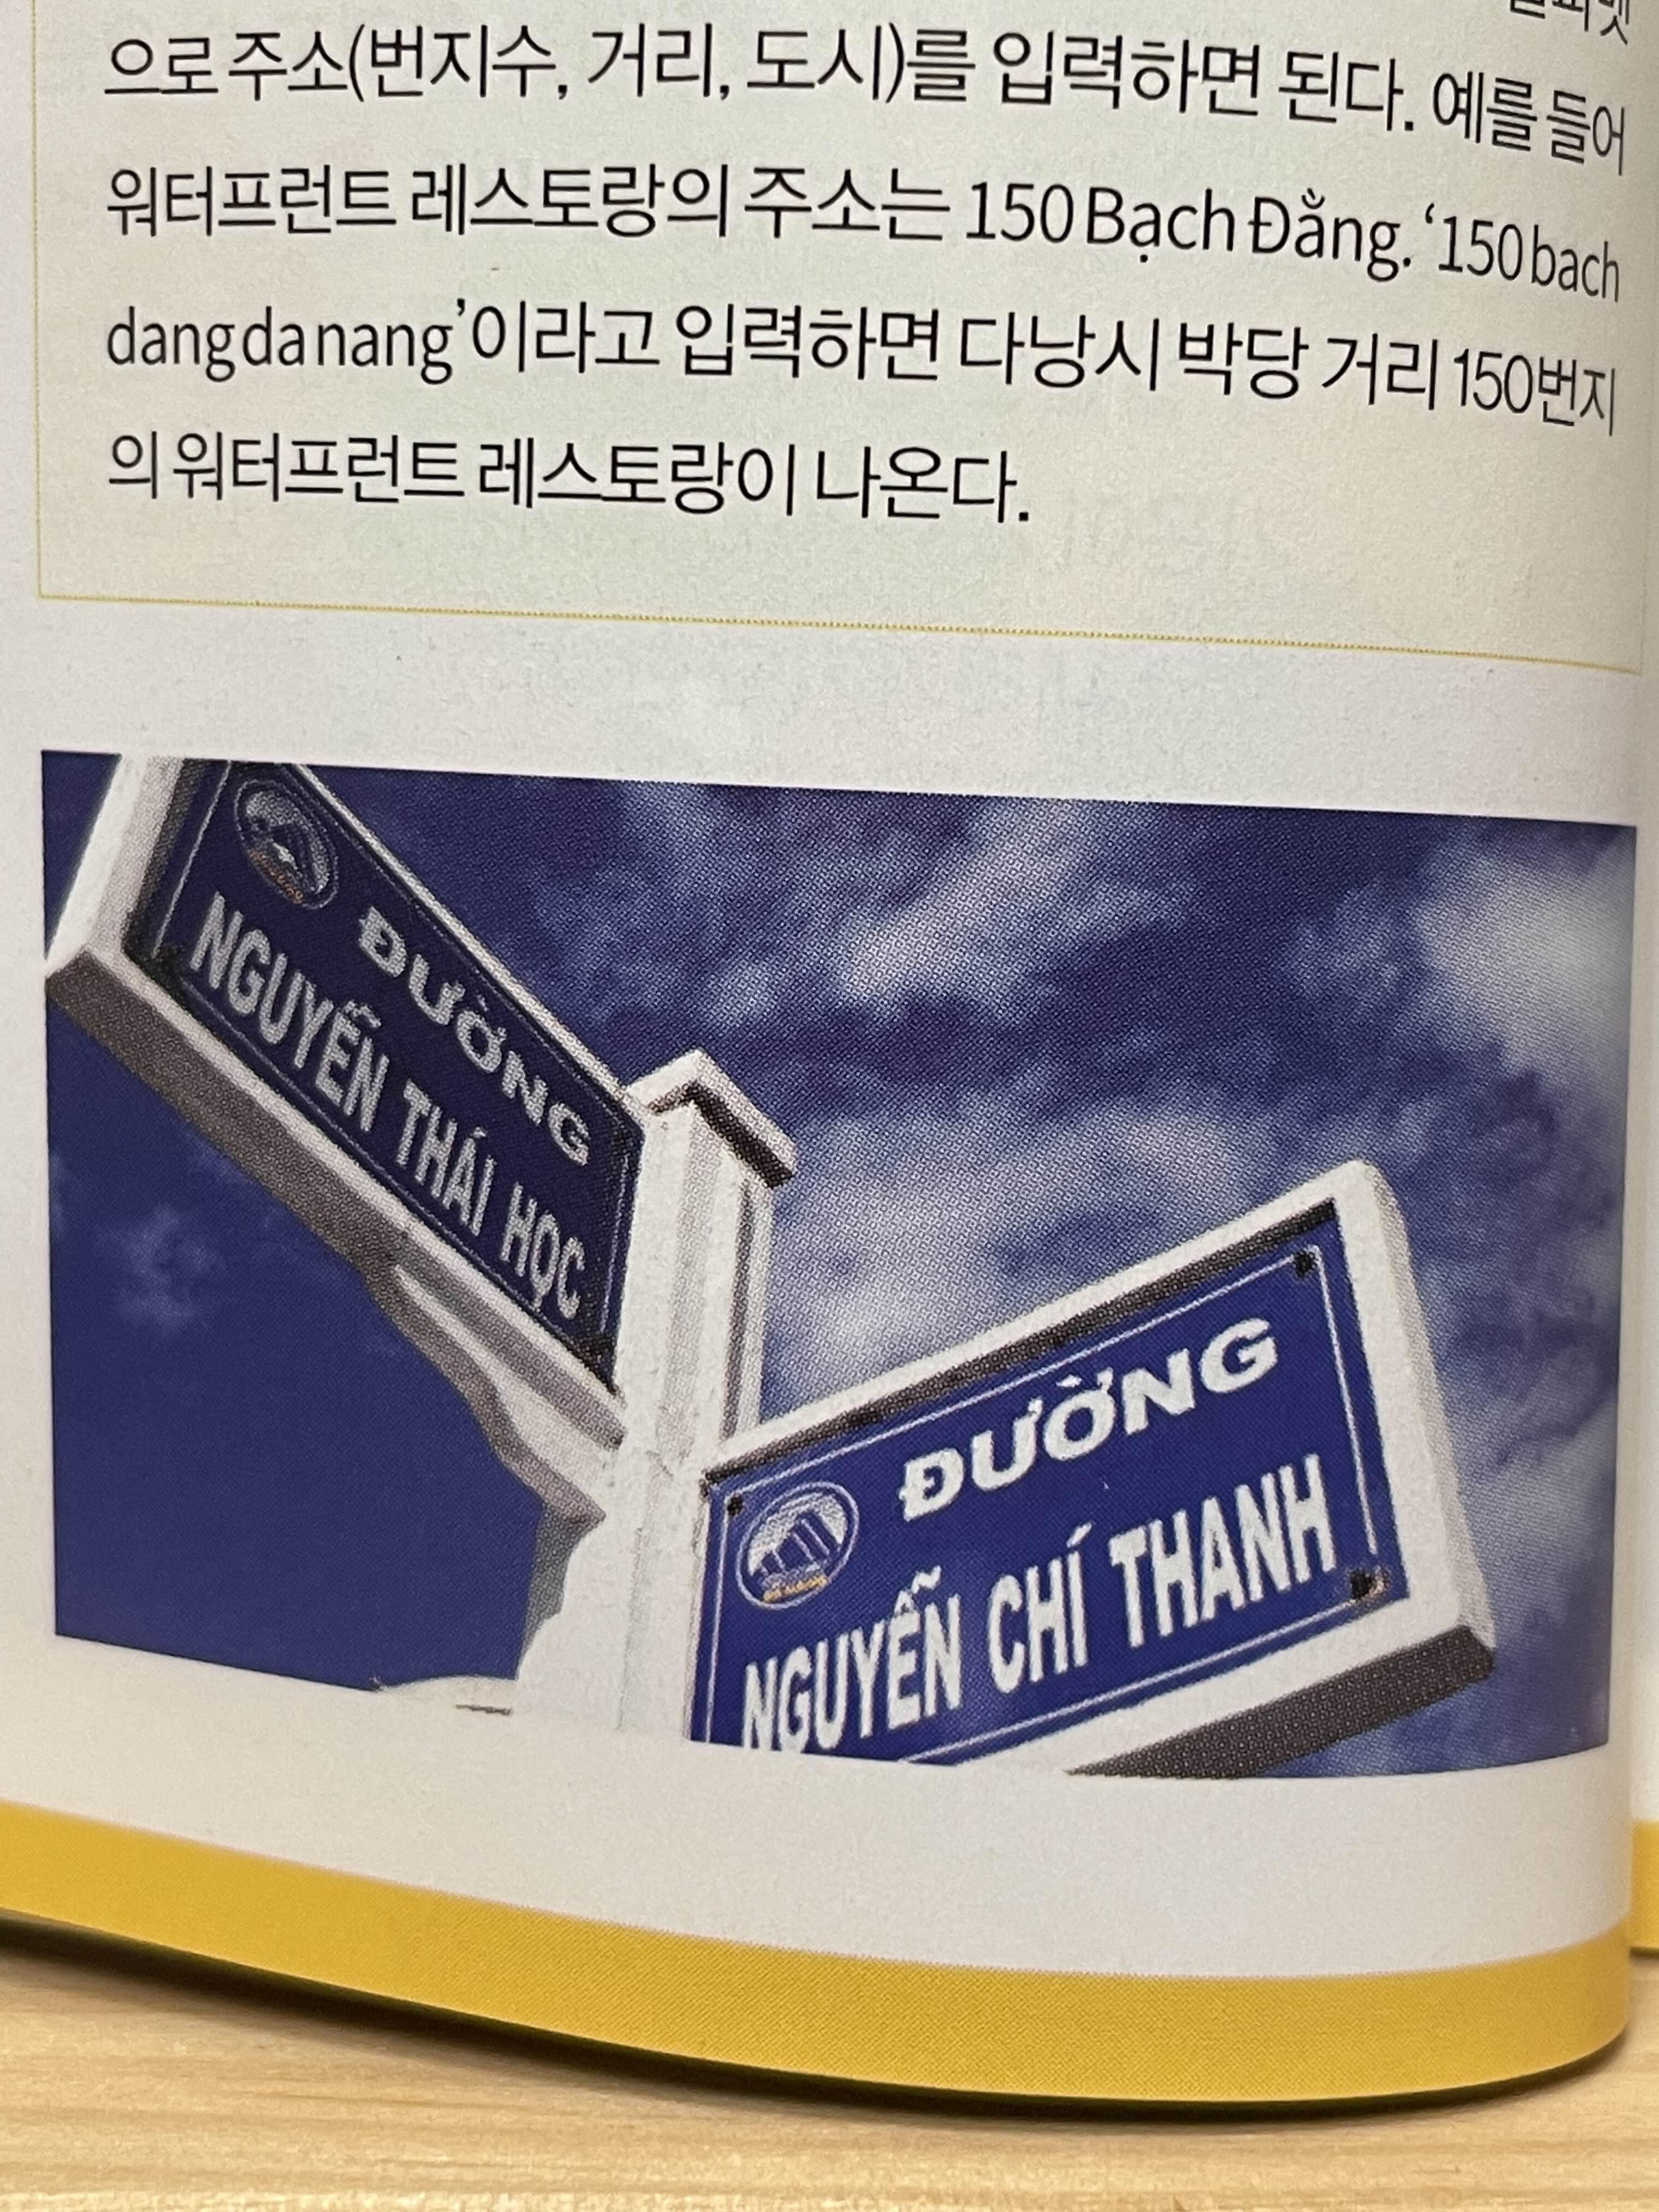 으로 주소(번지수, 거리, 도시)를 입력하면 된다. 예를 들어
워터프런트 레스토랑의 주소는 150 Bạch Đằng. ‘150 bach
dang da nang’이라고 입력하면 다낭시 박당 거리 150번지
의 워터프런트 레스토랑이 나온다.
ĐƯỜNG
NGUYỄN THÁI HỌC
ĐƯỜNG
NGUYỄN CHÍ THANH